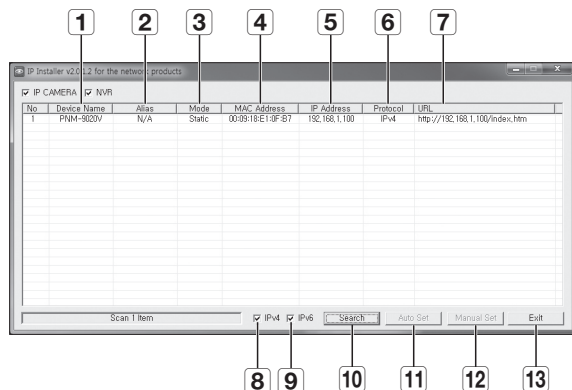 1 2 3 4 5 6 7
IP Installer v2.0.1.2 for the network products
IP CAMERA NVR
No Device Name Alias Mode MAC Address IP Address Protocol URL
1 PNM-9020V N/A Static 00:09:18:E1:0F:B7 192.168.1.100 IPv4 http://192.168.1.100/index.htm
Scan 1 Item IPv4 IPv6 Search Auto Set Manual Set Exit
8 9 10 11 12 13